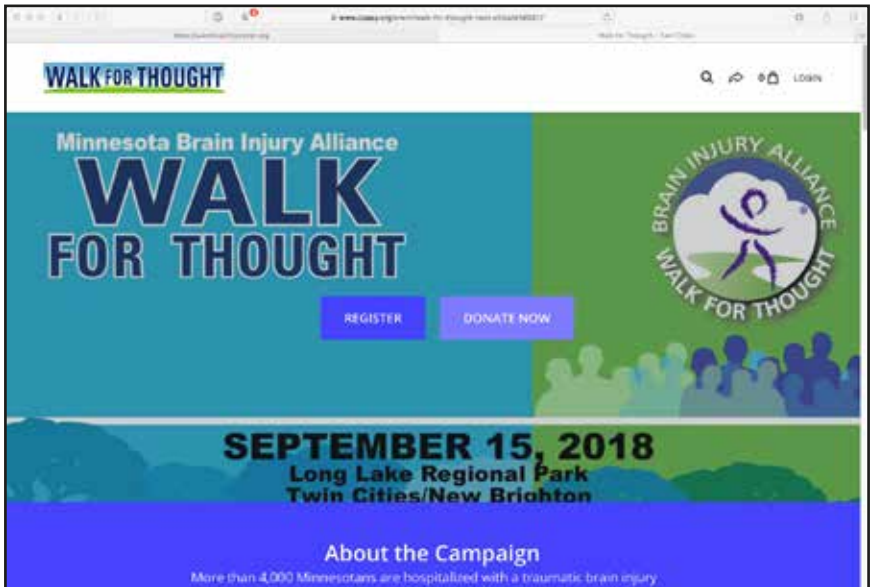 WALK FOR THOUGHT
LOGIN
Minnesota Brain Injury Alliance
WALK
FOR THOUGHT
BRAIN INJURY ALLIANCE
WALK FOR THOUGHT
REGISTER
DONATE NOW
SEPTEMBER 15, 2018
Long Lake Regional Park
Twin Cities/New Brighton
About the Campaign
More than 4,000 Minnesotans are hospitalized with a traumatic brain injury